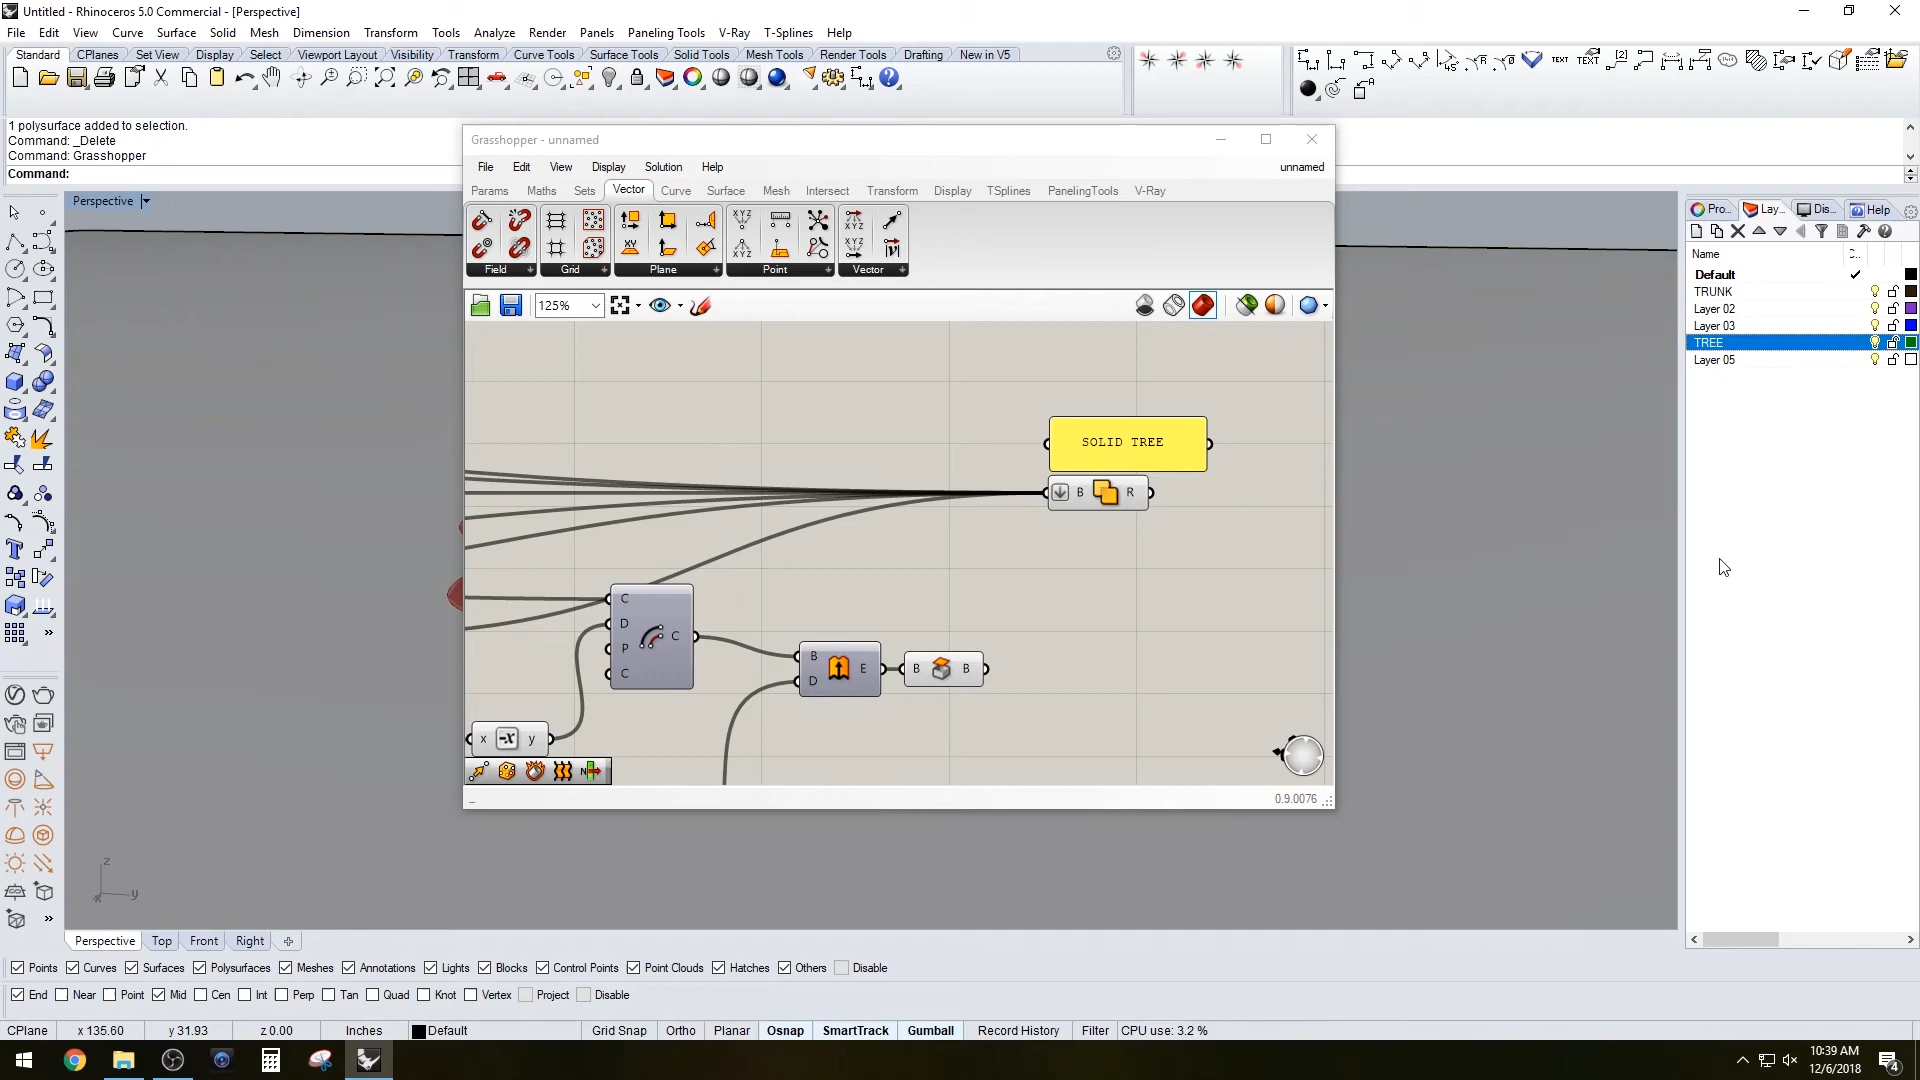 Untitled - Rhinoceros 5.0 Commercial - [Perspective]
File Edit View Curve Surface Solid Mesh Dimension Transform Tools Analyze Render Panels Paneling Tools V-Ray T-Splines Help
Standard CPlanes Set View Display Select Viewport Layout Visibility Transform Curve Tools Surface Tools Solid Tools Mesh Tools Render Tools Drafting New in V5
TEXT TEXT
1 polysurface added to selection.
Command: _Delete
Command: Grasshopper
Command:
Perspective
Grasshopper - unnamed
File Edit View Display Solution Help unnamed
Params Maths Sets Vector Curve Surface Mesh Intersect Transform Display TSplines PanelingTools V-Ray
Field Grid Plane Point Vector
125%
SOLID TREE
B R
C
D C
P
C
B E
D
B B
x -x y
N
0.9.0076
Pro... Lay... Dis... Help
Name
Default
TRUNK
Layer 02
Layer 03
TREE
Layer 05
z
x y
Perspective Top Front Right
Points Curves Surfaces Polysurfaces Meshes Annotations Lights Blocks Control Points Point Clouds Hatches Others Disable
End Near Point Mid Cen Int Perp Tan Quad Knot Vertex Project Disable
CPlane x 135.60 y 31.93 z 0.00 Inches Default Grid Snap Ortho Planar Osnap SmartTrack Gumball Record History Filter CPU use: 3.2 %
10:39 AM
12/6/2018
4